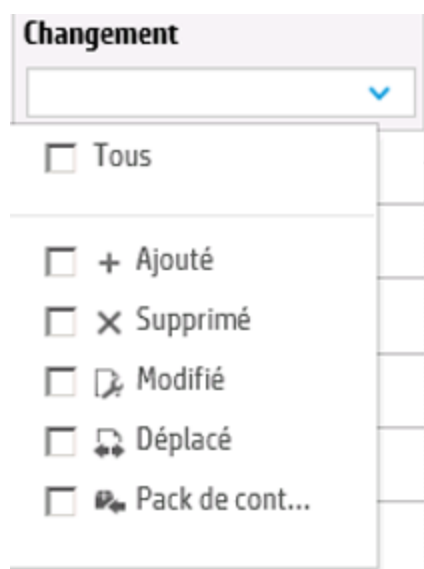 Changement
Tous
Ajouté
Supprimé
Modifié
Déplacé
Pack de cont...